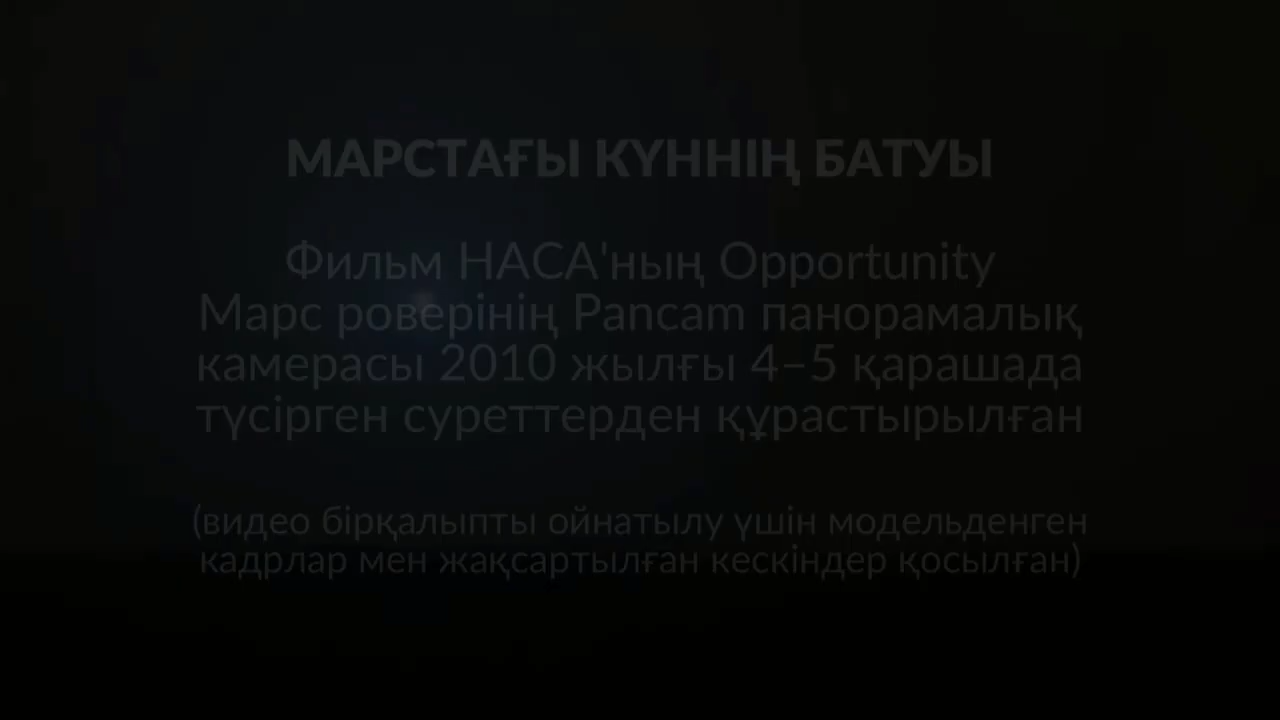 МАРСТАҒЫ КҮННІҢ БАТУЫ
Фильм НАСА'ның Opportunity
Марс роверінің Pancam панорамалық
камерасы 2010 жылғы 4–5 қарашада
түсірген суреттерден құрастырылған
(видео бірқалыпты ойнатылу үшін модельденген
кадрлар мен жақсартылған кескіндер қосылған)